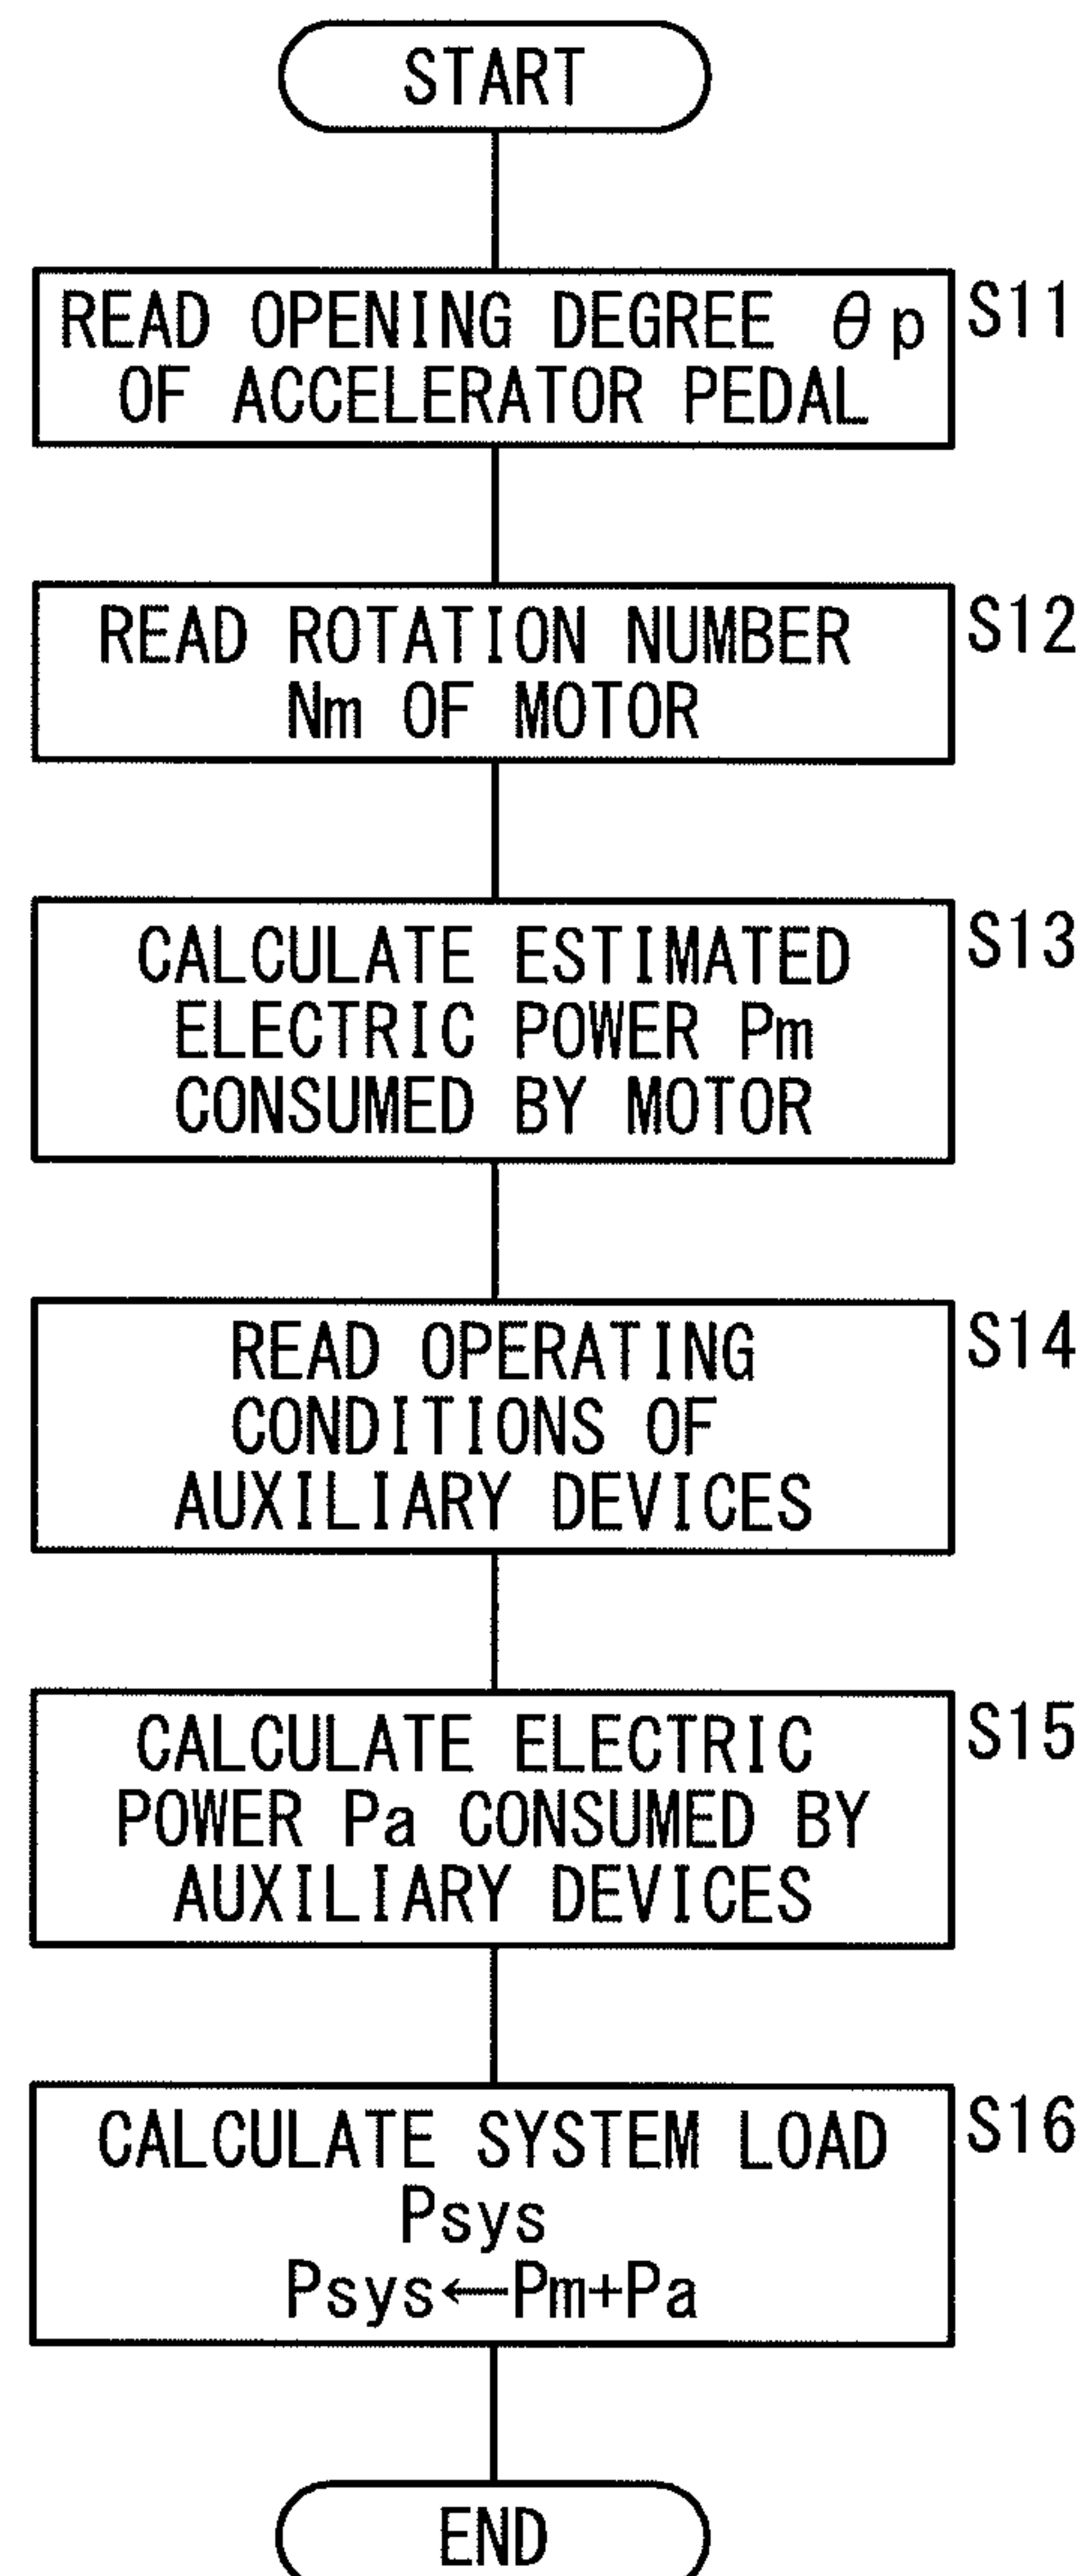 START
READ OPENING DEGREE θp S11
OF ACCELERATOR PEDAL
READ ROTATION NUMBER S12
Nm OF MOTOR
CALCULATE ESTIMATED S13
ELECTRIC POWER Pm
CONSUMED BY MOTOR
READ OPERATING S14
CONDITIONS OF
AUXILIARY DEVICES
CALCULATE ELECTRIC S15
POWER Pa CONSUMED BY
AUXILIARY DEVICES
CALCULATE SYSTEM LOAD S16
Psys
Psys←Pm+Pa
END